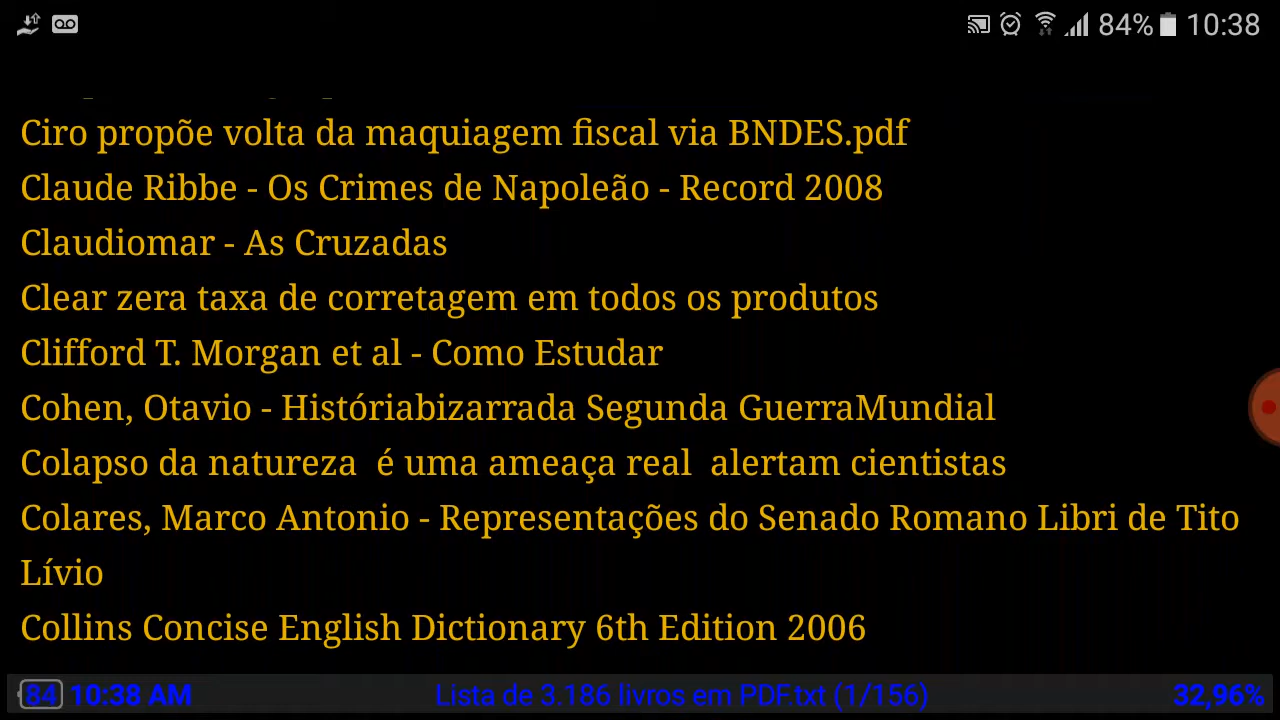 84% 10:38
Ciro propõe volta da maquiagem fiscal via BNDES.pdf
Claude Ribbe - Os Crimes de Napoleão - Record 2008
Claudiomar - As Cruzadas
Clear zera taxa de corretagem em todos os produtos
Clifford T. Morgan et al - Como Estudar
Cohen, Otavio - Históriabizarrada Segunda GuerraMundial
Colapso da natureza  é uma ameaça real  alertam cientistas
Colares, Marco Antonio - Representações do Senado Romano Libri de Tito
Lívio
Collins Concise English Dictionary 6th Edition 2006
84 10:38 AM Lista de 3.186 livros em PDF.txt (1/156) 32,96%